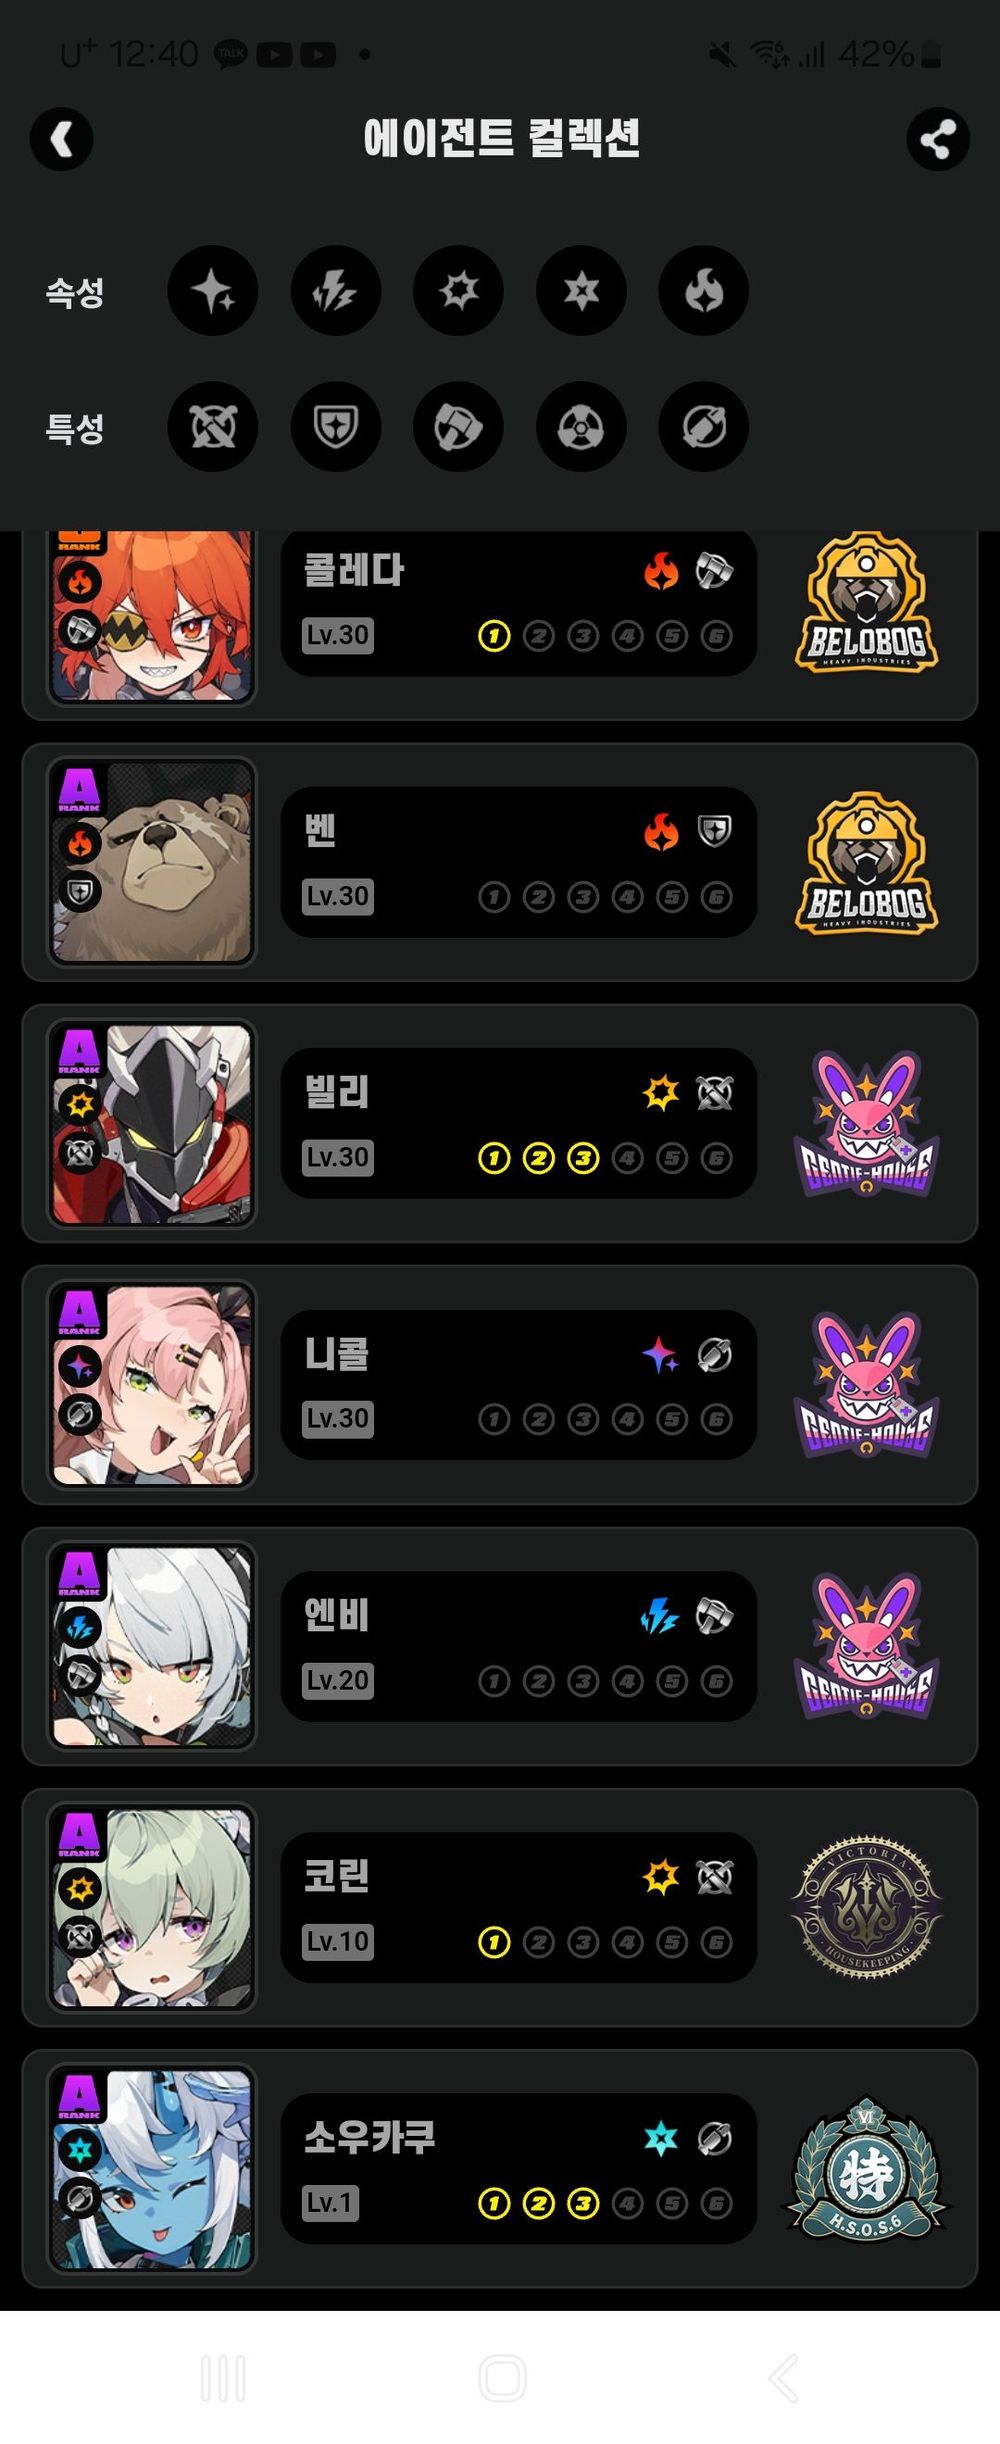 U+ 12:40 TALK
42%
에이전트 컬렉션
속성
특성
RANK
콜레다
Lv.30
1 2 3 4 5 6
BELOBOG
HEAVY INDUSTRIES
A
RANK
벤
Lv.30
1 2 3 4 5 6
BELOBOG
HEAVY INDUSTRIES
A
RANK
빌리
Lv.30
1 2 3 4 5 6
A
RANK
니콜
Lv.30
1 2 3 4 5 6
A
RANK
엔비
Lv.20
1 2 3 4 5 6
A
RANK
코린
Lv.10
1 2 3 4 5 6
VICTORIA
HOUSEKEEPING
A
RANK
소우카쿠
Lv.1
1 2 3 4 5 6
VI
特
H.S.O.S.6